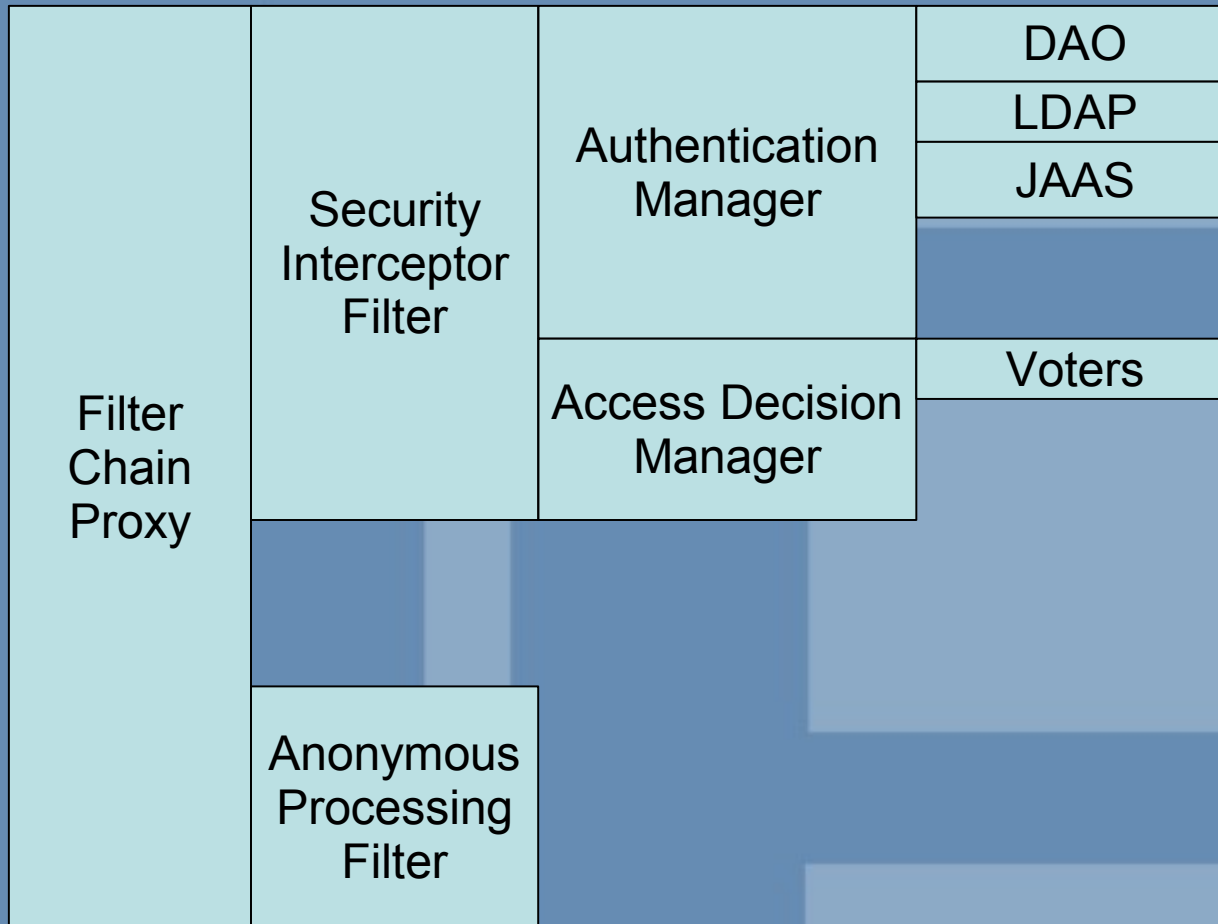 Filter
Chain
Proxy
Security
Interceptor
Filter
Authentication
Manager
DAO
LDAP
JAAS
Access Decision
Manager
Voters
Anonymous
Processing
Filter